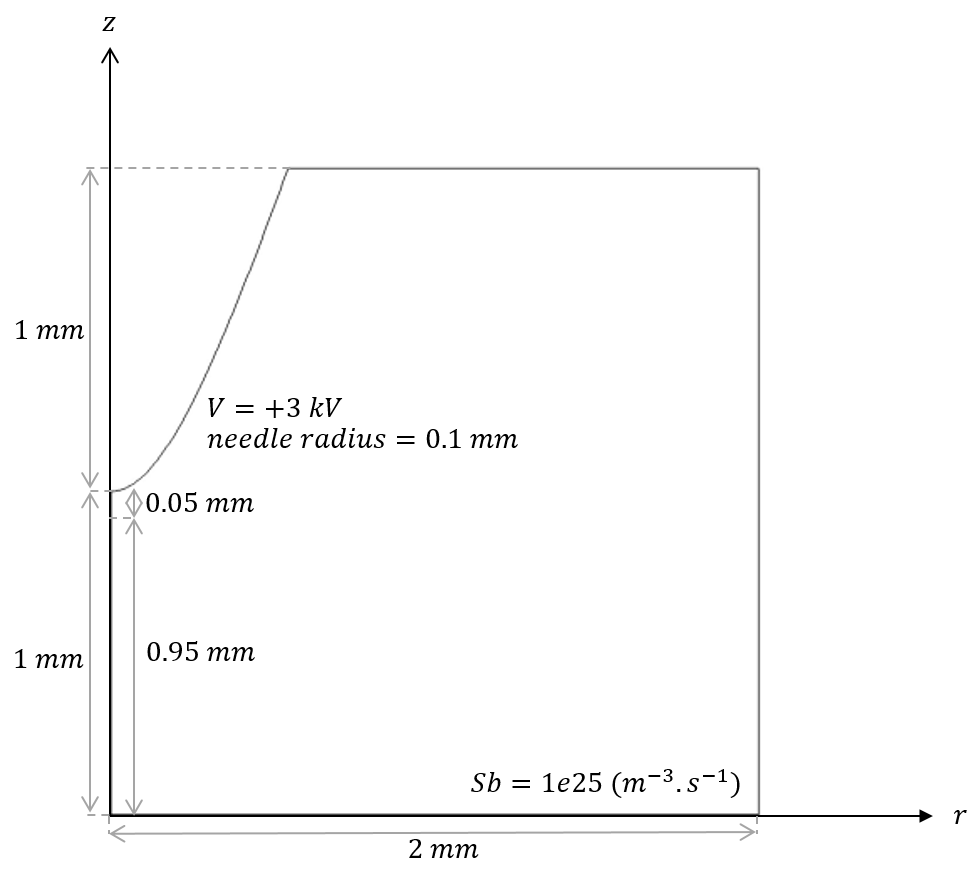 z
1 mm
V = +3 kV
needle radius = 0.1 mm
0.05 mm
1 mm
0.95 mm
Sb = 1e25 (m⁻³.s⁻¹)
r
2 mm